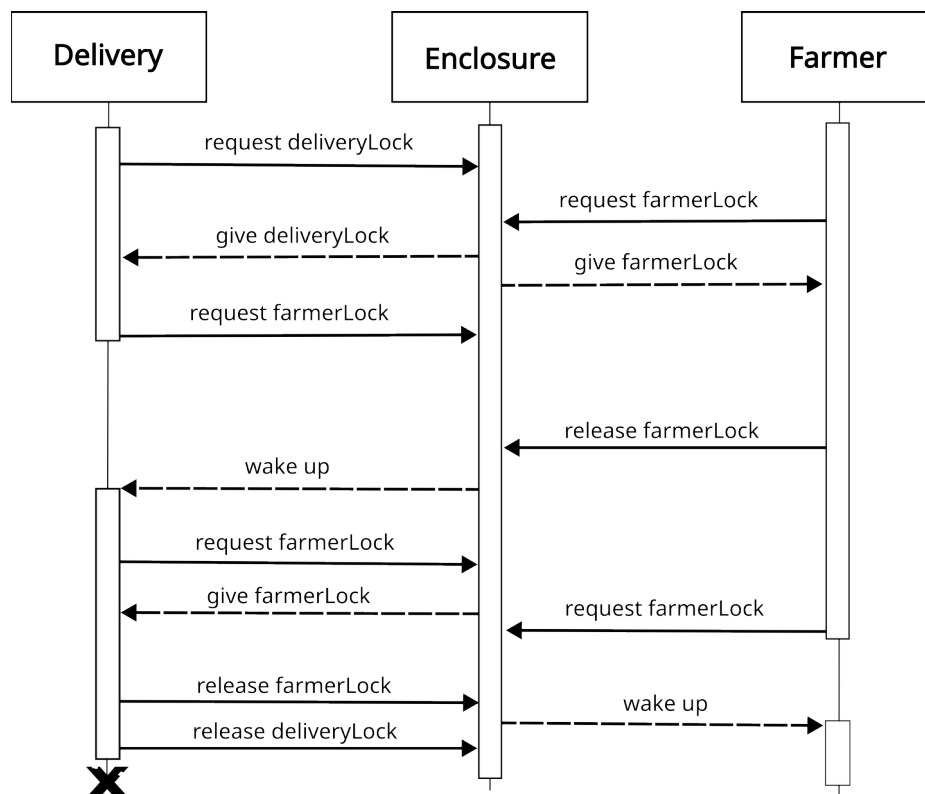 Delivery
Enclosure
Farmer
request deliveryLock
request farmerLock
give deliveryLock
give farmerLock
request farmerLock
release farmerLock
wake up
request farmerLock
give farmerLock
request farmerLock
release farmerLock
wake up
release deliveryLock